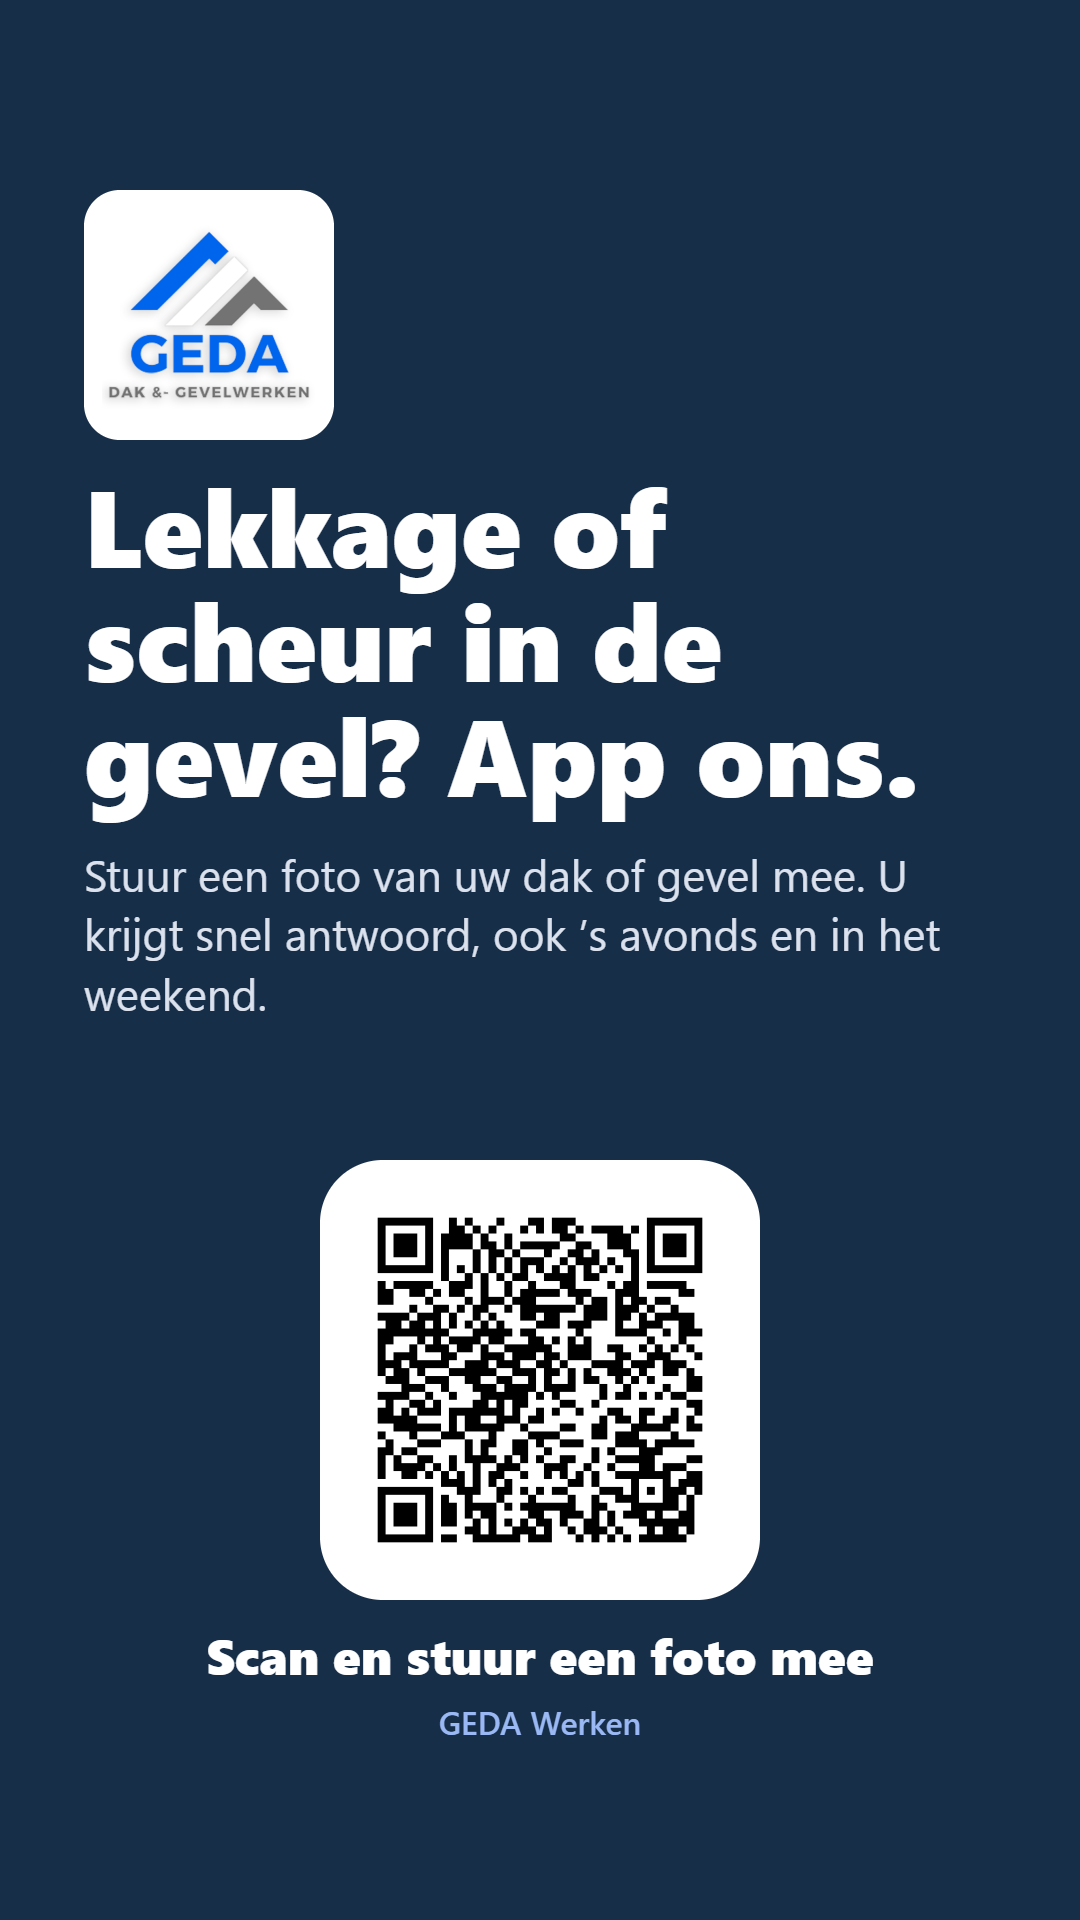 GEDA
DAK &- GEVELWERKEN
Lekkage of
scheur in de
gevel? App ons.
Stuur een foto van uw dak of gevel mee. U
krijgt snel antwoord, ook ’s avonds en in het
weekend.
Scan en stuur een foto mee
GEDA Werken